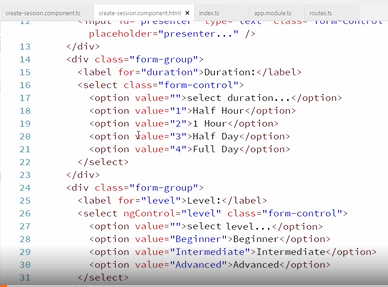 create-session.component.ts create-session.component.html × index.ts app.module.ts routes.ts
12 <input id="presenter" type="text" class="form-control"
placeholder="presenter..." />
13 </div>
14 <div class="form-group">
15 <label for="duration">Duration:</label>
16 <select class="form-control">
17 <option value="">select duration...</option>
18 <option value="1">Half Hour</option>
19 <option value="2">1 Hour</option>
20 <option value="3">Half Day</option>
21 <option value="4">Full Day</option>
22 </select>
23 </div>
24 <div class="form-group">
25 <label for="level">Level:</label>
26 <select ngControl="level" class="form-control">
27 <option value="">select level...</option>
28 <option value="Beginner">Beginner</option>
29 <option value="Intermediate">Intermediate</option>
30 <option value="Advanced">Advanced</option>
31 </select>